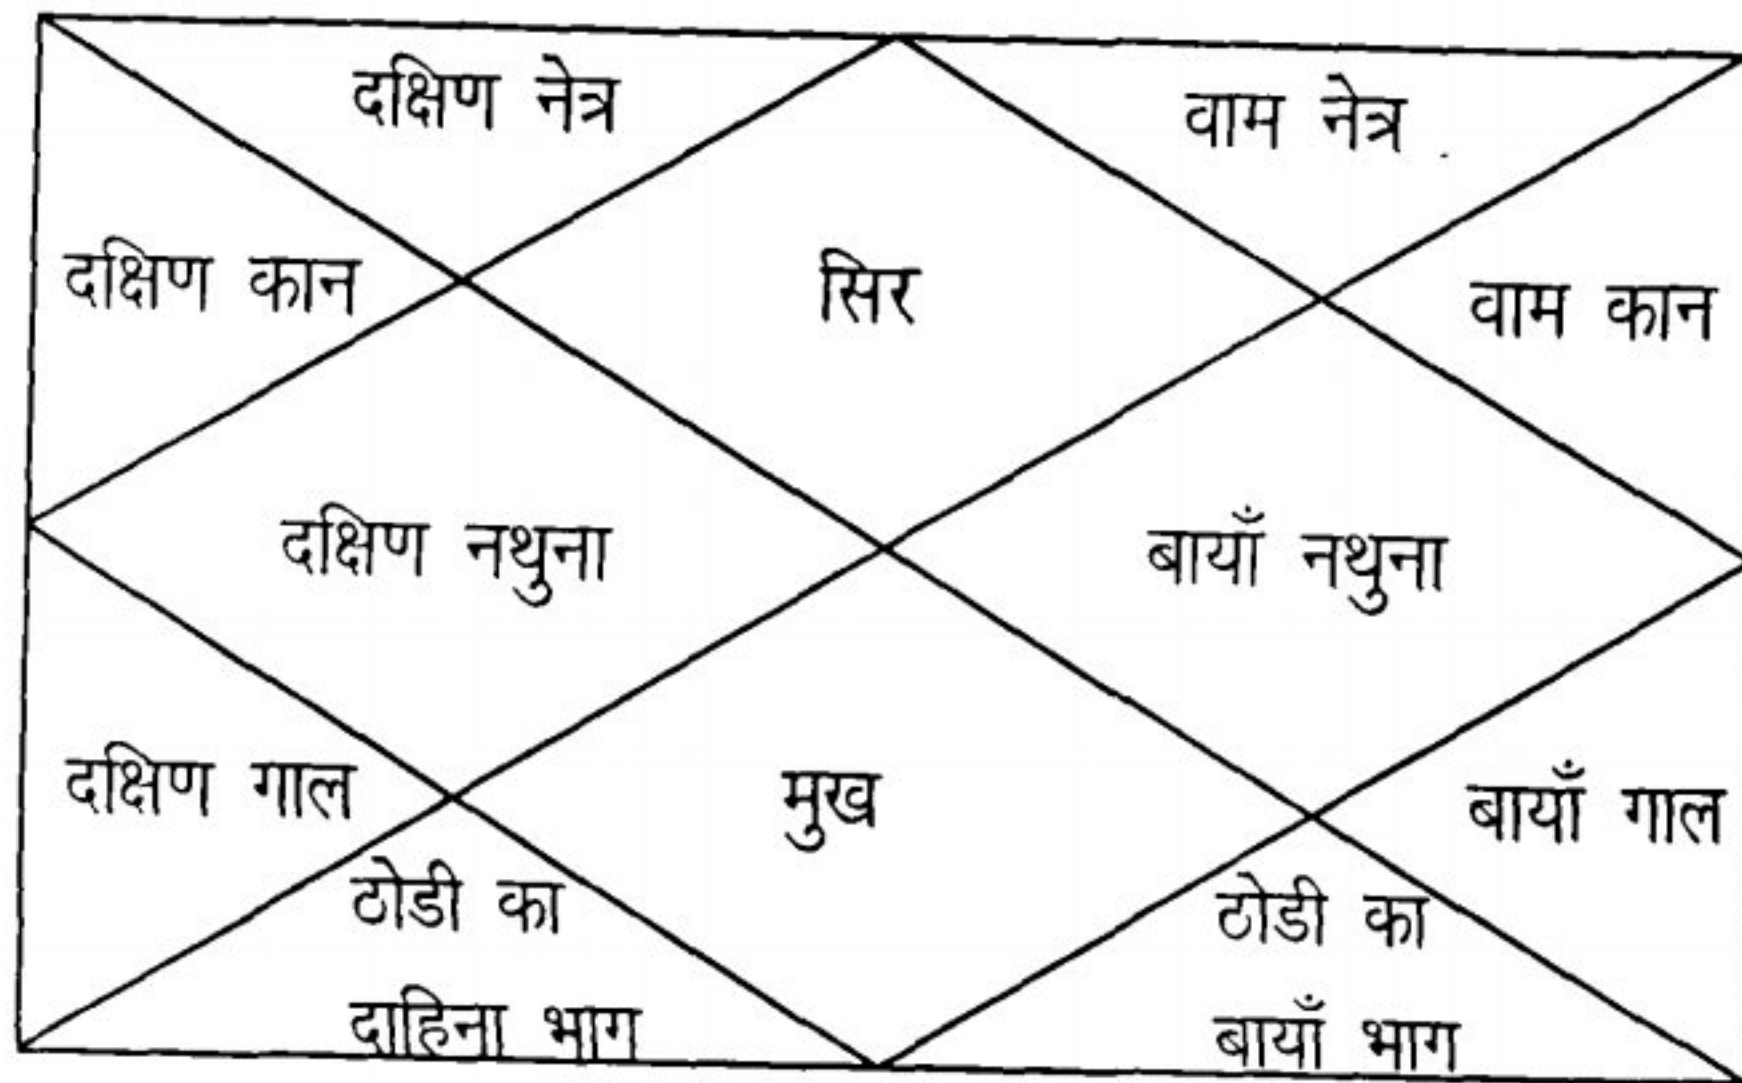 दक्षिण नेत्र
वाम नेत्र
दक्षिण कान
सिर
वाम कान
दक्षिण नथुना
बायाँ नथुना
दक्षिण गाल
मुख
बायाँ गाल
ठोडी का
दाहिना भाग
ठोडी का
बायाँ भाग